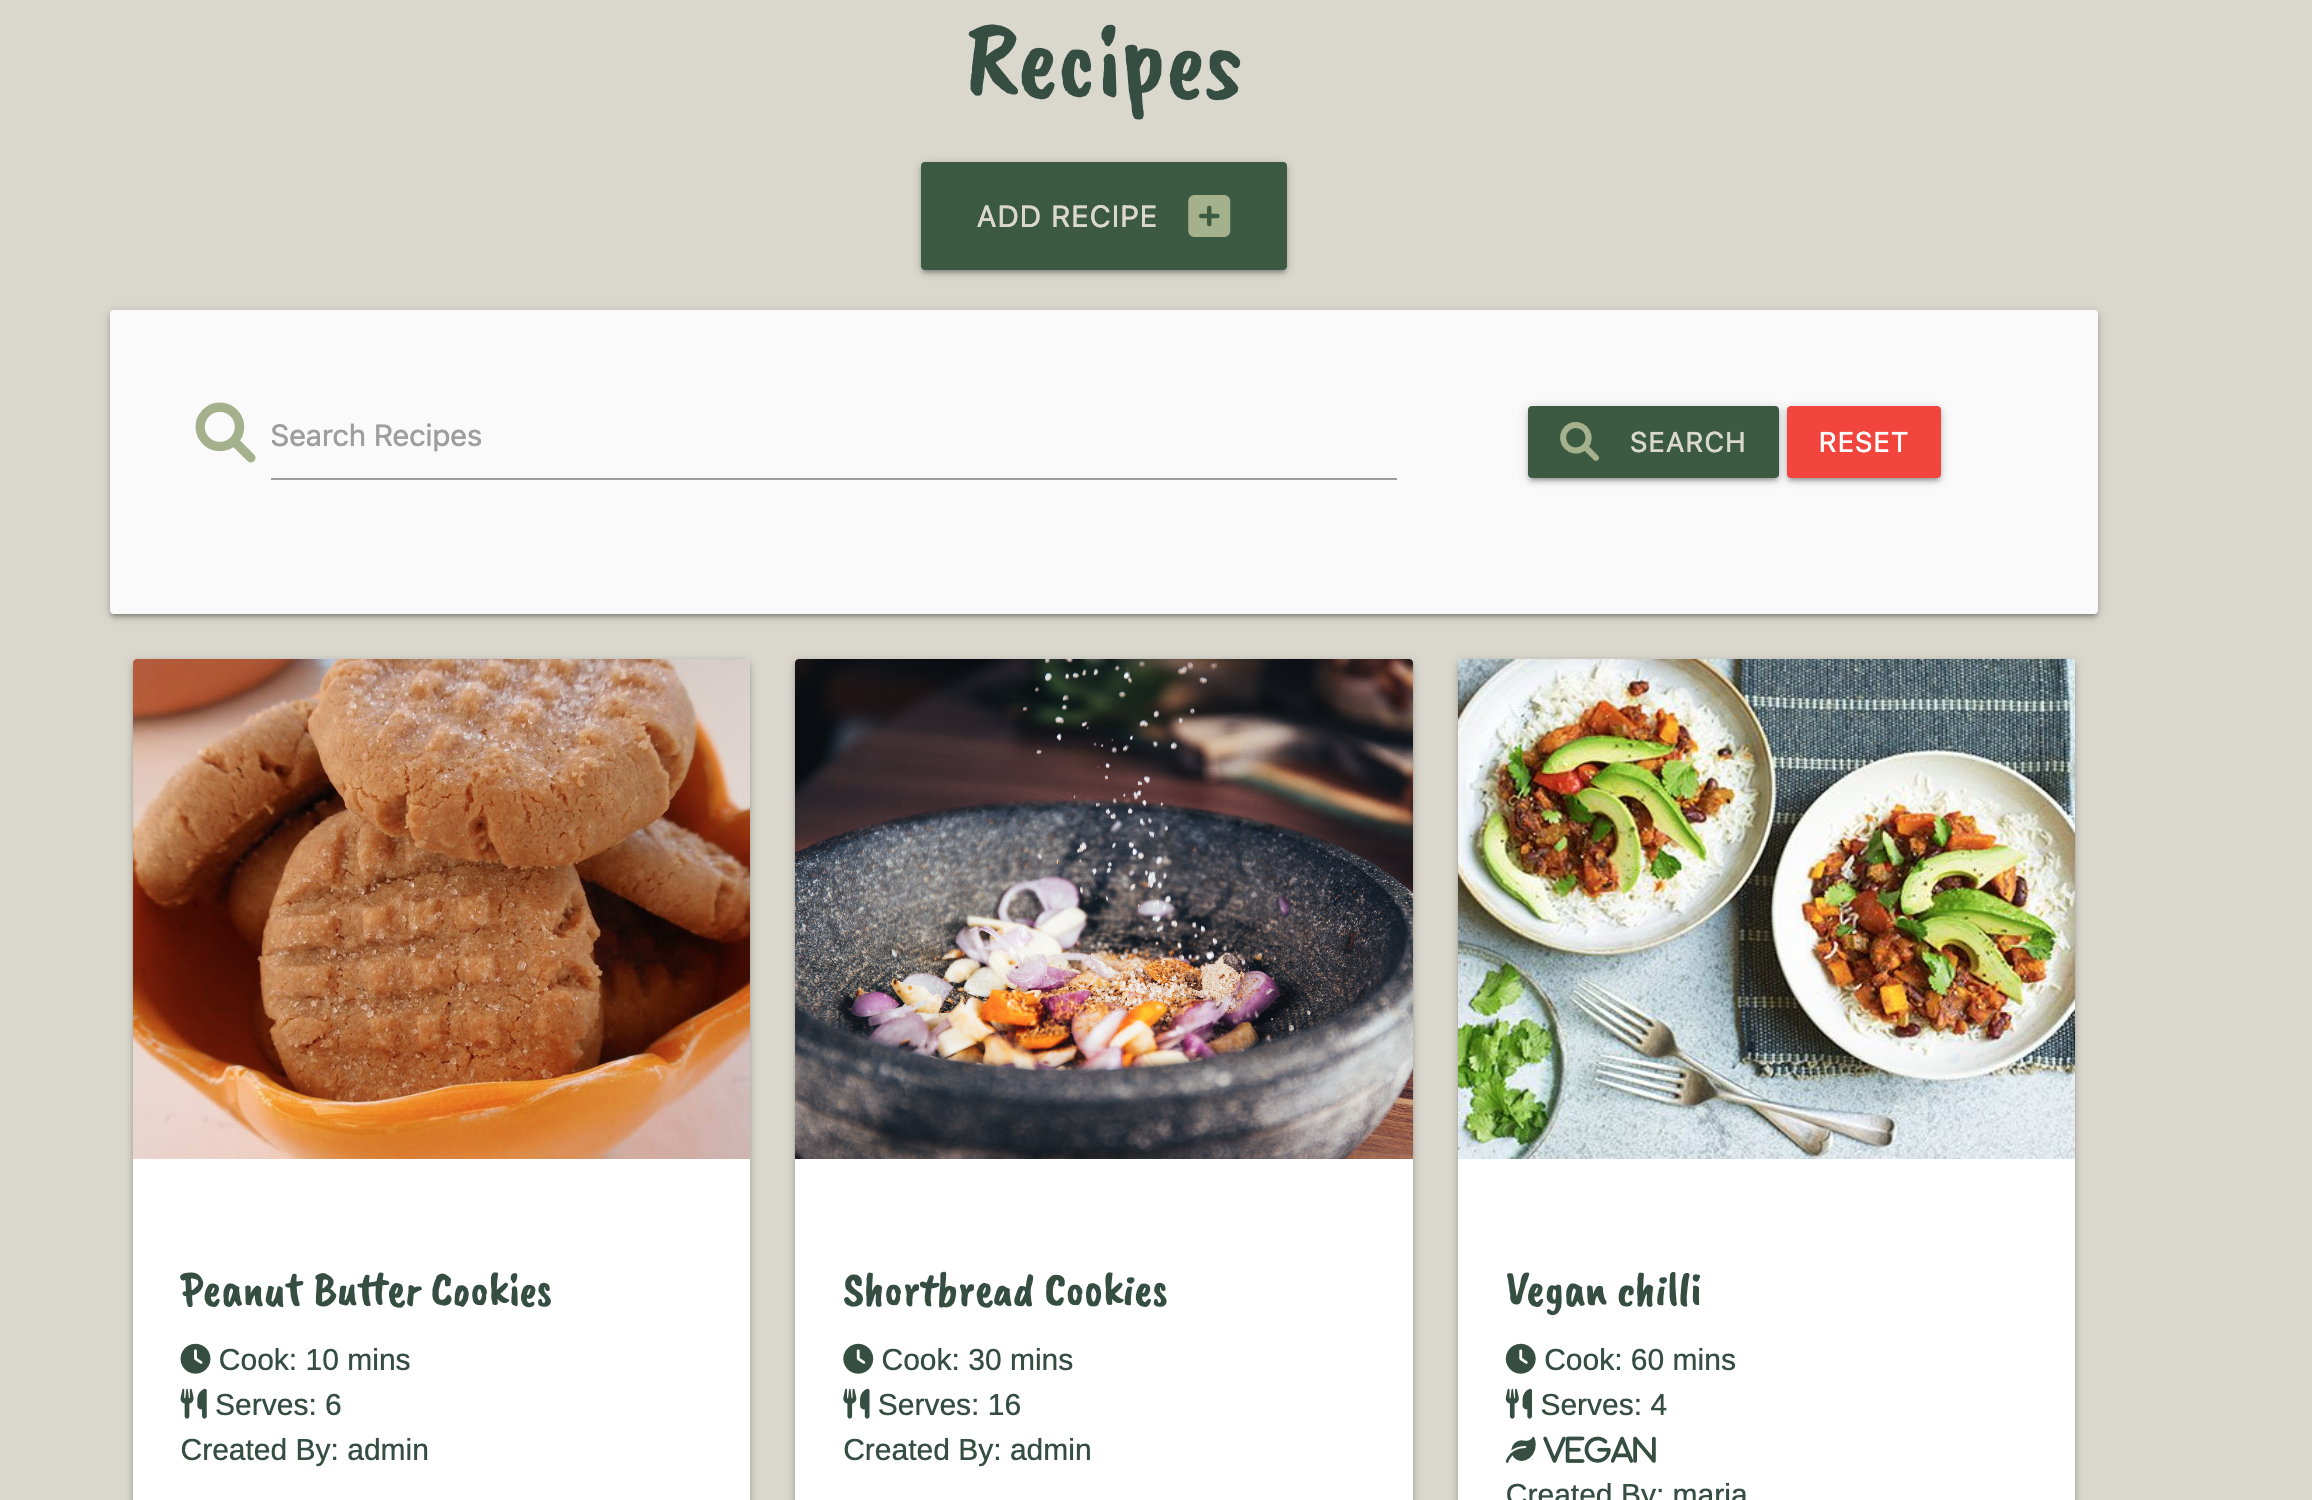 Recipes
ADD RECIPE
Search Recipes
SEARCH
RESET
Peanut Butter Cookies
Cook: 10 mins
Serves: 6
Created By: admin
Shortbread Cookies
Cook: 30 mins
Serves: 16
Created By: admin
Vegan chilli
Cook: 60 mins
Serves: 4
VEGAN
Created By: maria